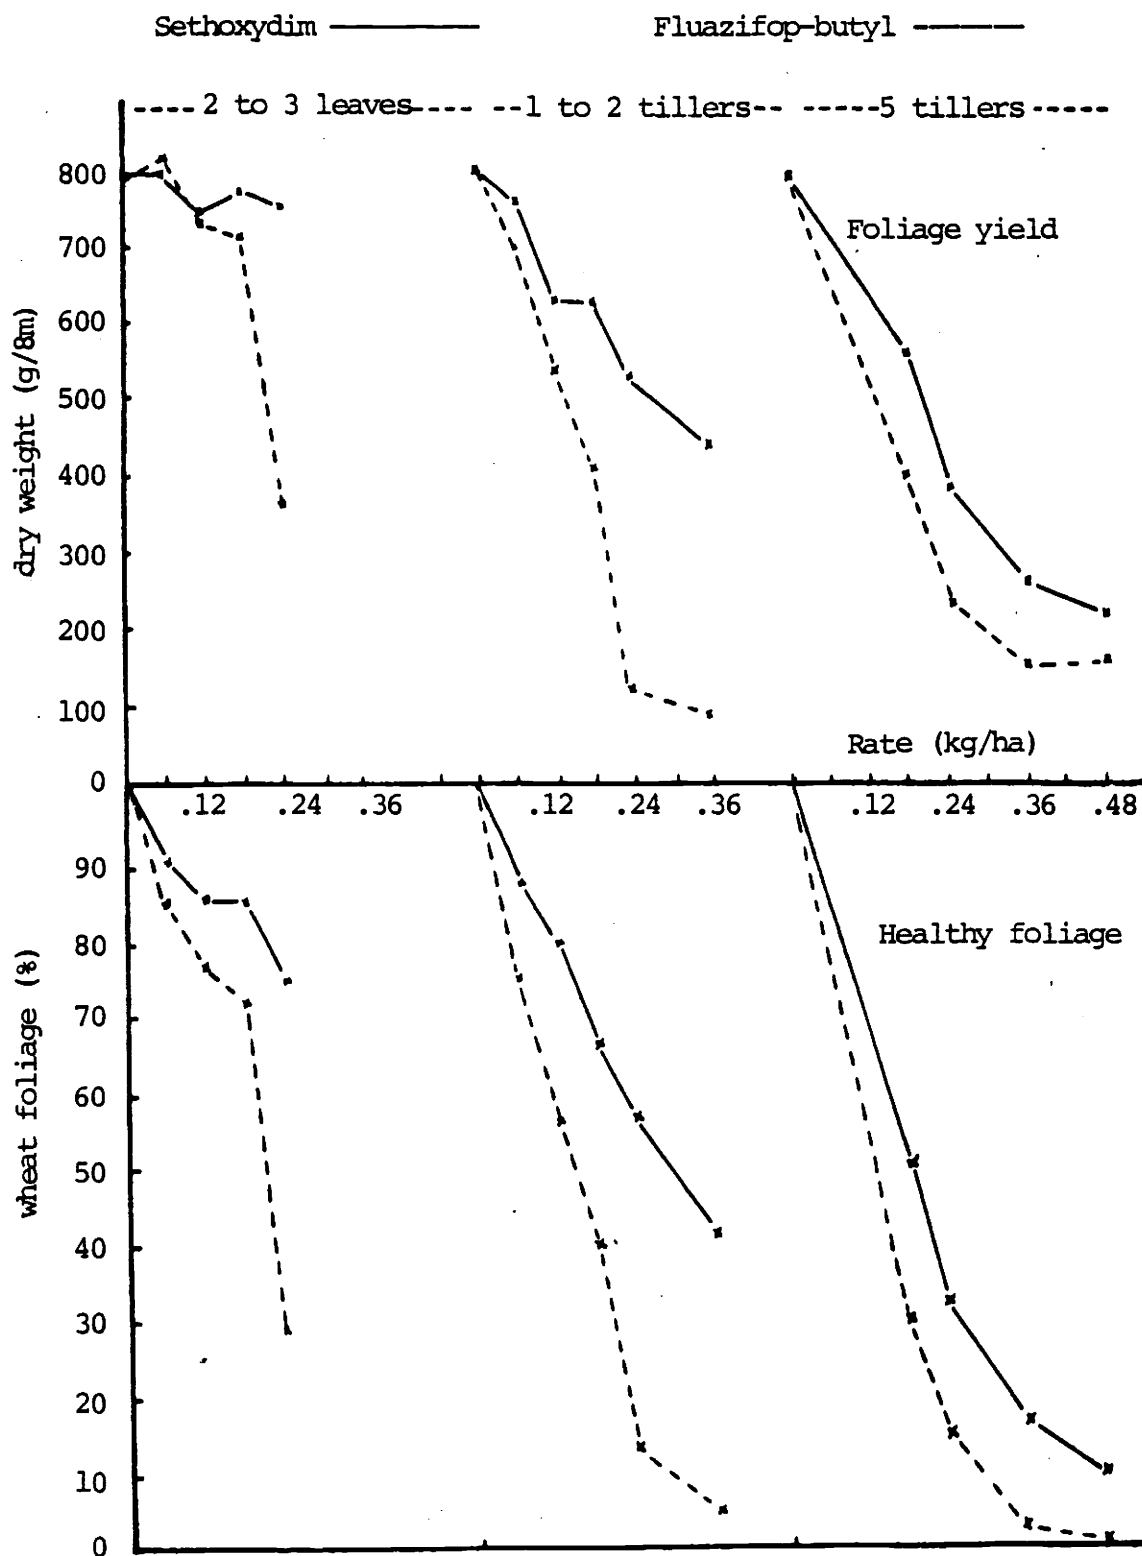 Sethoxydim Fluazifop-butyl
2 to 3 leaves 1 to 2 tillers 5 tillers
800
Foliage yield
700
600
500
400
300
200
100
dry weight (g/8m)
Rate (kg/ha)
0
.12 .24 .36 .12 .24 .36 .12 .24 .36 .48
90
80
Healthy foliage
70
60
50
40
30
20
10
0
wheat foliage (%)